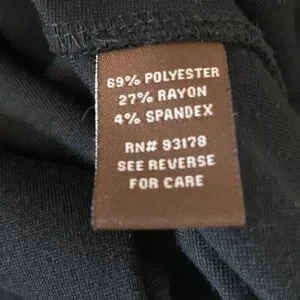 69% POLYESTER
27% RAYON
4% SPANDEX
RN# 93178
SEE REVERSE
FOR CARE